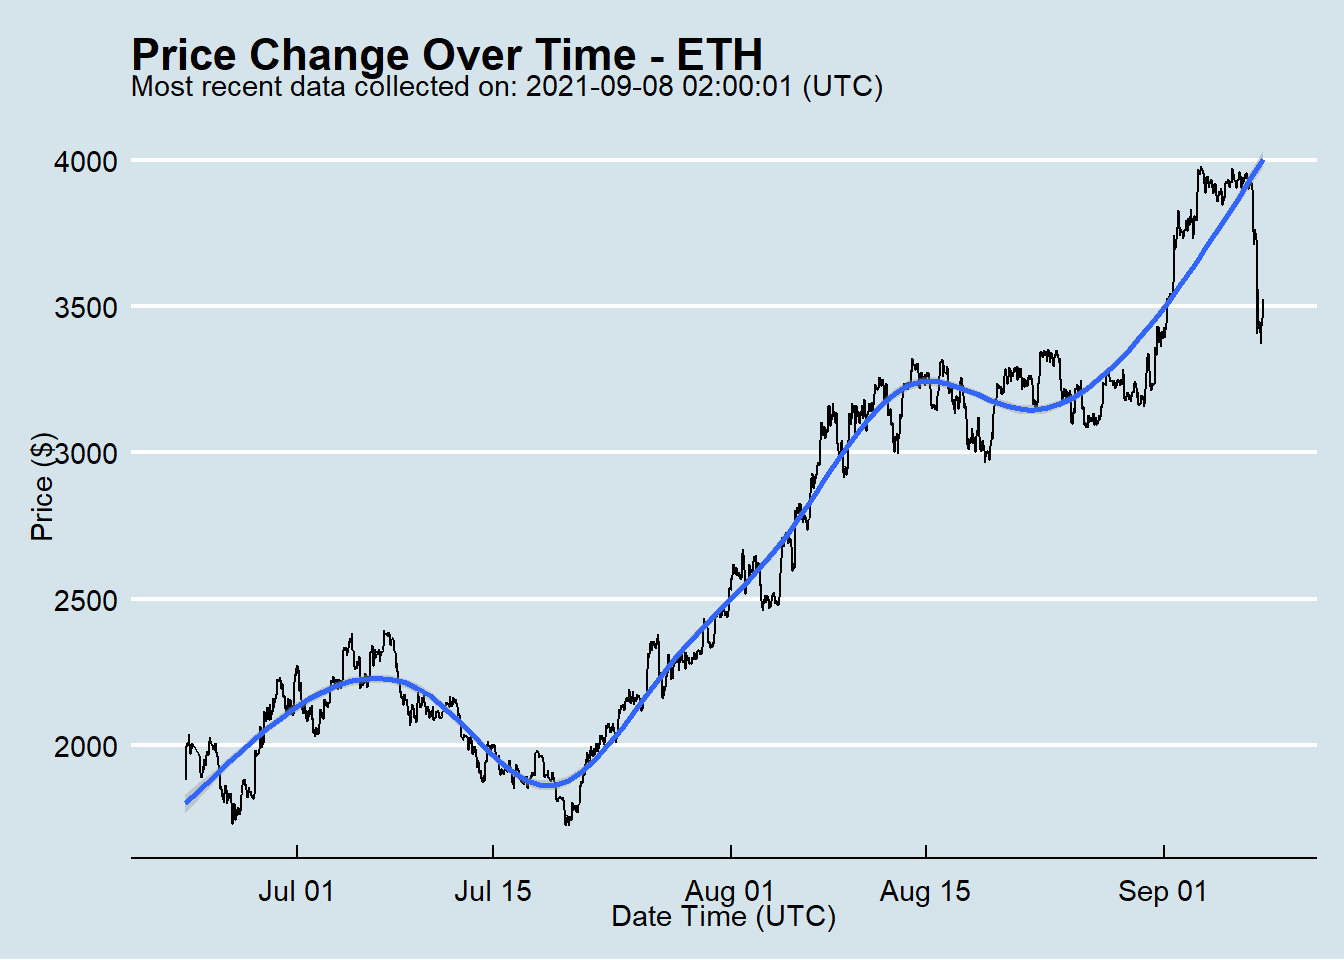 Price Change Over Time - ETH
Most recent data collected on: 2021-09-08 02:00:01 (UTC)
4000
3500
3000
2500
2000
Price ($)
Jul 01
Jul 15
Aug 01
Aug 15
Sep 01
Date Time (UTC)